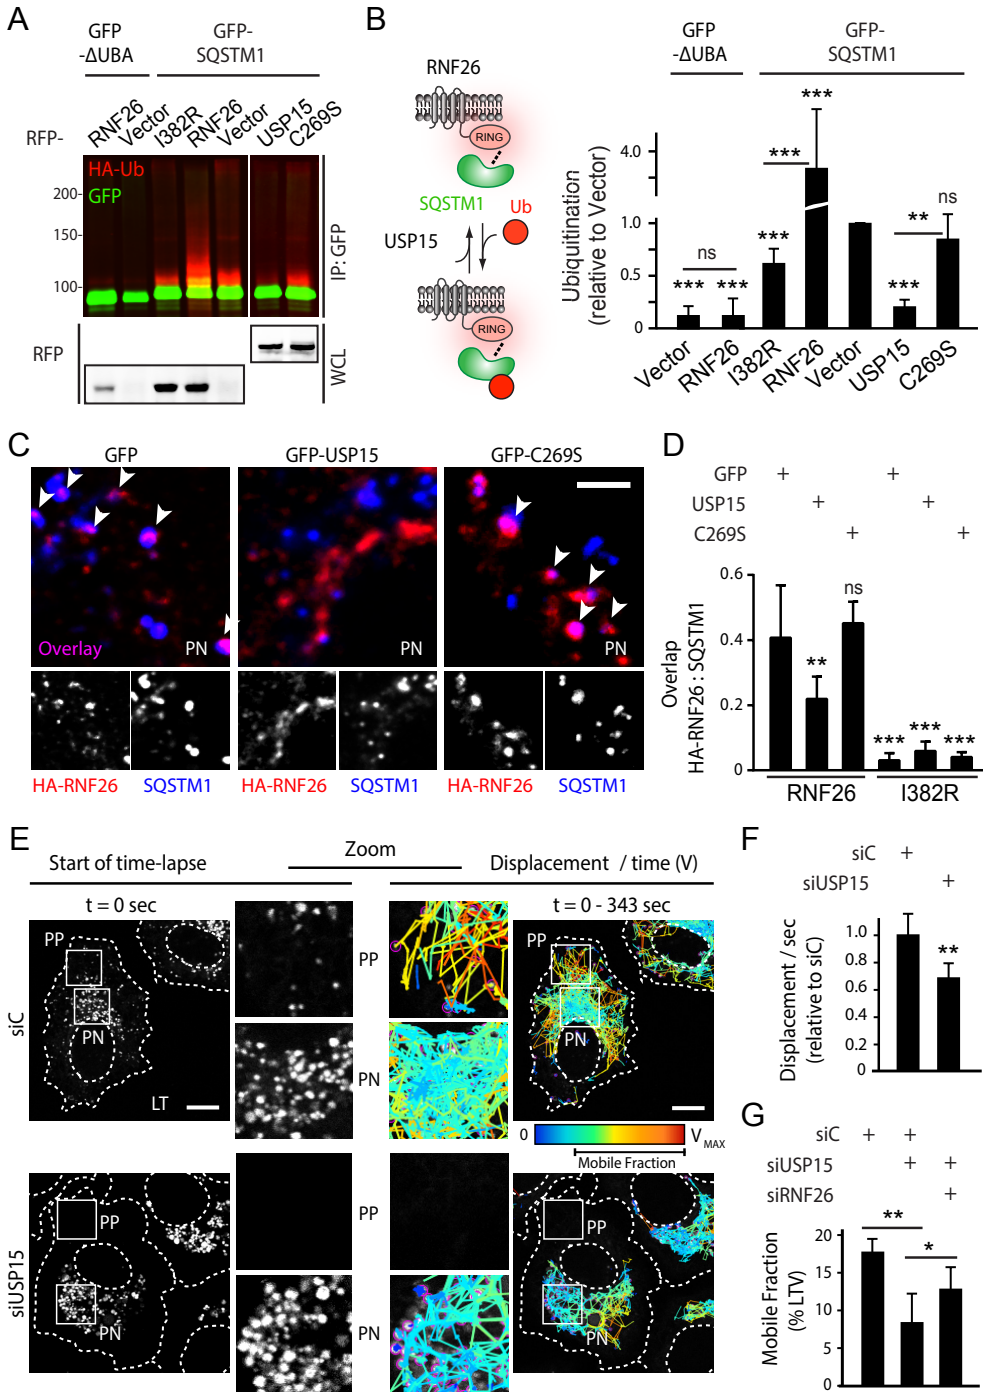 A
GFP
-ΔUBA
GFP-
SQSTM1
RFP-
RNF26
Vector
I382R
RNF26
Vector
USP15
C269S
HA-Ub
GFP
200-
150-
100-
IP: GFP
RFP
WCL
B
RNF26
RING
SQSTM1
Ub
USP15
RING
GFP
-ΔUBA
GFP-
SQSTM1
Ubiquitination
(relative to Vector)
4.0
1.0
0.5
0
***
ns
***
***
***
***
***
**
ns
Vector
RNF26
I382R
RNF26
Vector
USP15
C269S
C
GFP
GFP-USP15
GFP-C269S
Overlay
PN
PN
PN
HA-RNF26
SQSTM1
HA-RNF26
SQSTM1
HA-RNF26
SQSTM1
D
GFP + +
USP15 + +
C269S + +
Overlap
HA-RNF26 : SQSTM1
0.6
0.4
0.2
0
**
ns
***
***
***
RNF26
I382R
E
Start of time-lapse
Zoom
Displacement / time (V)
t = 0 sec
t = 0 - 343 sec
siC
PP
PN
LT
PP
PN
PN
0
VMAX
Mobile Fraction
siUSP15
PP
PN
PP
PN
PP
PN
F
siC +
siUSP15 +
Displacement / sec
(relative to siC)
1
0.8
0.6
0.4
0.2
0
**
G
siC + +
siUSP15 + +
siRNF26 +
Mobile Fraction
(% LTV)
20
15
10
5
0
**
*